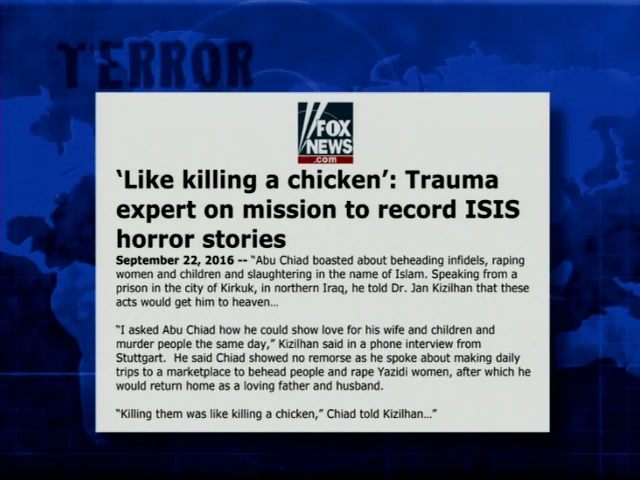 TERROR
FOX
NEWS
.com
‘Like killing a chicken’: Trauma
expert on mission to record ISIS
horror stories
September 22, 2016 -- “Abu Chiad boasted about beheading infidels, raping
women and children and slaughtering in the name of Islam. Speaking from a
prison in the city of Kirkuk, in northern Iraq, he told Dr. Jan Kizilhan that these
acts would get him to heaven…
“I asked Abu Chiad how he could show love for his wife and children and
murder people the same day,” Kizilhan said in a phone interview from
Stuttgart.  He said Chiad showed no remorse as he spoke about making daily
trips to a marketplace to behead people and rape Yazidi women, after which he
would return home as a loving father and husband.
“Killing them was like killing a chicken,” Chiad told Kizilhan…”